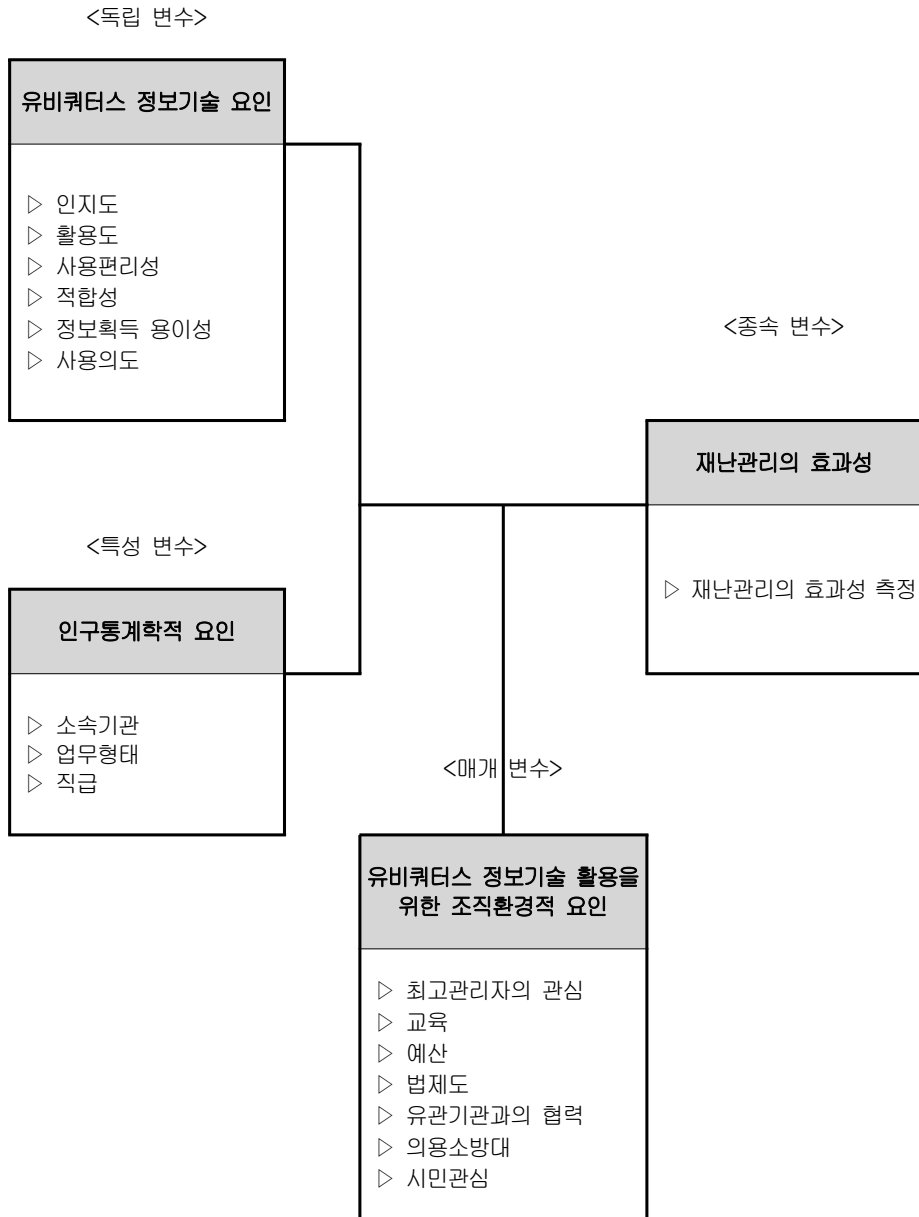 <독립 변수>
유비쿼터스 정보기술 요인
▷ 인지도
▷ 활용도
▷ 사용편리성
▷ 적합성
▷ 정보획득 용이성
▷ 사용의도
<종속 변수>
재난관리의 효과성
▷ 재난관리의 효과성 측정
<특성 변수>
인구통계학적 요인
▷ 소속기관
▷ 업무형태
▷ 직급
<매개 변수>
유비쿼터스 정보기술 활용을
위한 조직환경적 요인
▷ 최고관리자의 관심
▷ 교육
▷ 예산
▷ 법제도
▷ 유관기관과의 협력
▷ 의용소방대
▷ 시민관심